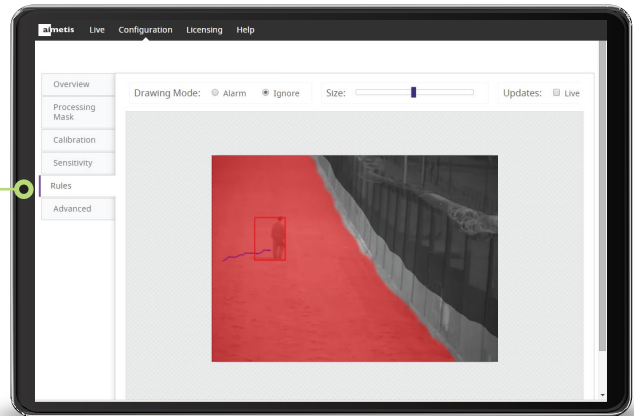 aimetis Live Configuration Licensing Help
Overview
Processing
Mask
Calibration
Sensitivity
Rules
Advanced
Drawing Mode: Alarm Ignore Size: Updates: Live